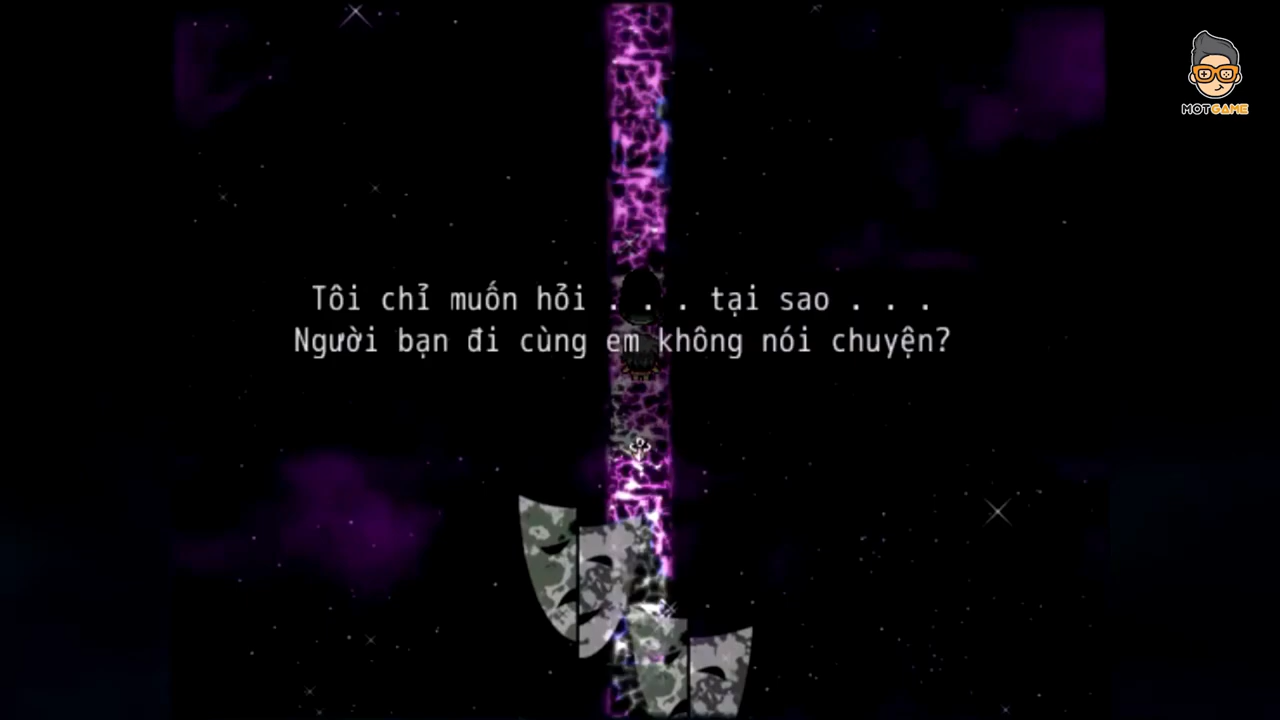 MOTGAME
Tôi chỉ muốn hỏi . . . tại sao . . .
Người bạn đi cùng em không nói chuyện?